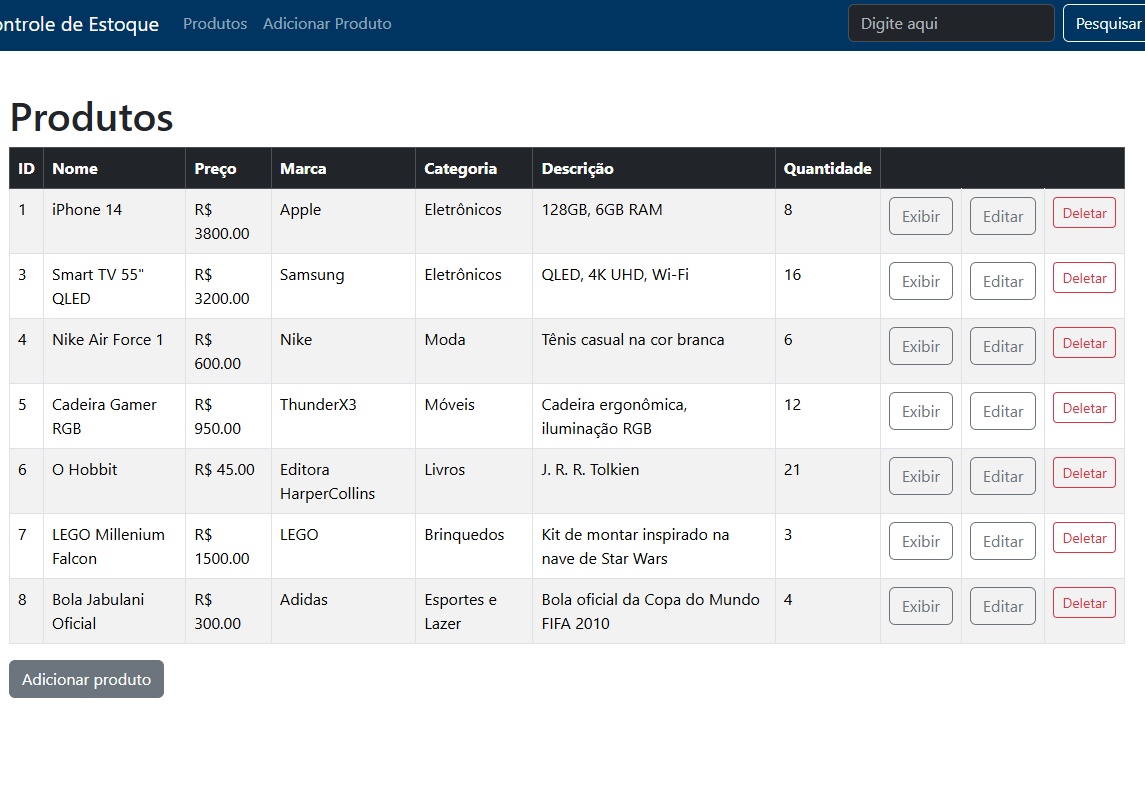 ontrole de Estoque Produtos Adicionar Produto Digite aqui Pesquisar
Produtos
ID Nome Preço Marca Categoria Descrição Quantidade
1 iPhone 14 R$ Apple Eletrônicos 128GB, 6GB RAM 8 Exibir Editar Deletar
3800.00
3 Smart TV 55" R$ Samsung Eletrônicos QLED, 4K UHD, Wi-Fi 16 Exibir Editar Deletar
QLED 3200.00
4 Nike Air Force 1 R$ Nike Moda Tênis casual na cor branca 6 Exibir Editar Deletar
600.00
5 Cadeira Gamer R$ ThunderX3 Móveis Cadeira ergonômica, 12 Exibir Editar Deletar
RGB 950.00 iluminação RGB
6 O Hobbit R$ 45.00 Editora Livros J. R. R. Tolkien 21 Exibir Editar Deletar
HarperCollins
7 LEGO Millenium R$ LEGO Brinquedos Kit de montar inspirado na 3 Exibir Editar Deletar
Falcon 1500.00 nave de Star Wars
8 Bola Jabulani R$ Adidas Esportes e Bola oficial da Copa do Mundo 4 Exibir Editar Deletar
Oficial 300.00 Lazer FIFA 2010
Adicionar produto